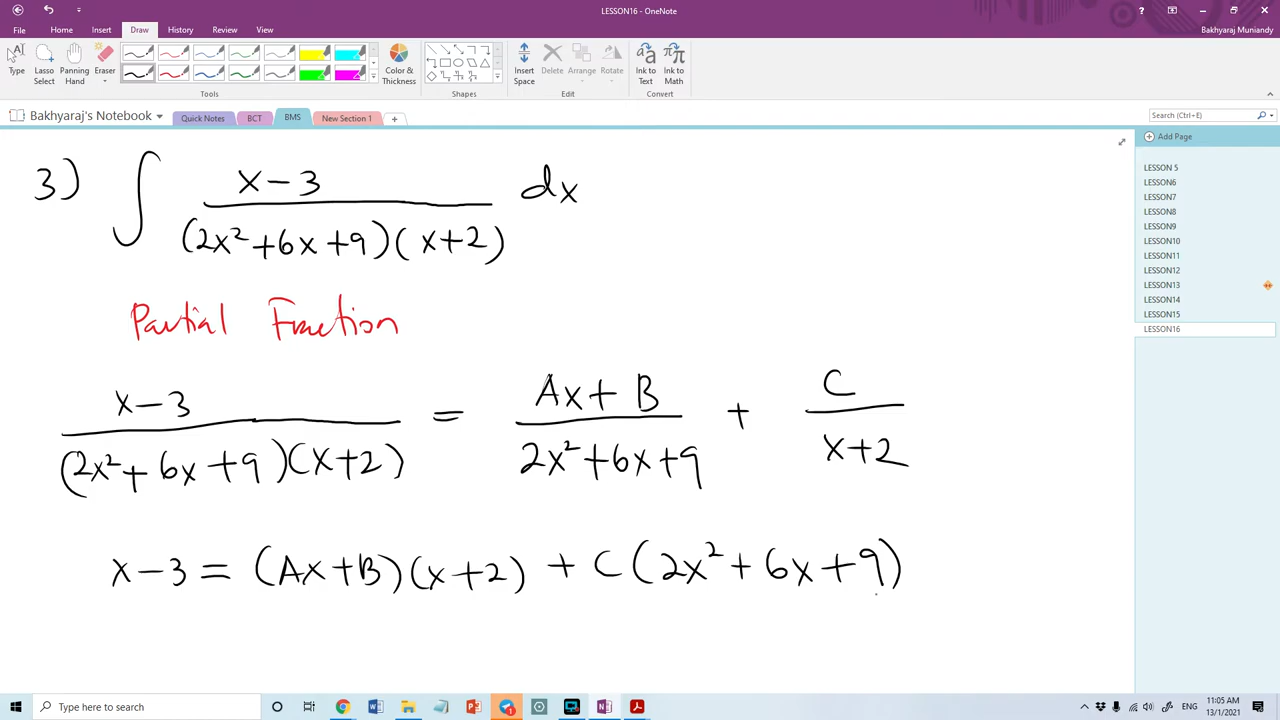 LESSON16 - OneNote
File Home Insert Draw History Review View
Bakhyaraj Muniandy
Type Lasso Select Panning Hand Eraser Color & Thickness Insert Space Delete Arrange Rotate Ink to Text Ink to Math
Tools Shapes Edit Convert
Bakhyaraj's Notebook Quick Notes BCT BMS New Section 1
Search (Ctrl+E)
Add Page
LESSON 5
LESSON6
LESSON7
LESSON8
LESSON9
LESSON10
LESSON11
LESSON12
LESSON13
LESSON14
LESSON15
LESSON16
3) ∫ x-3 / (2x²+6x+9)(x+2) dx
Partial Fraction
x-3 / (2x²+6x+9)(x+2) = Ax+B / 2x²+6x+9 + C / x+2
x-3 = (Ax+B)(x+2) + C(2x²+6x+9)
Type here to search
ENG
11:05 AM
13/1/2021